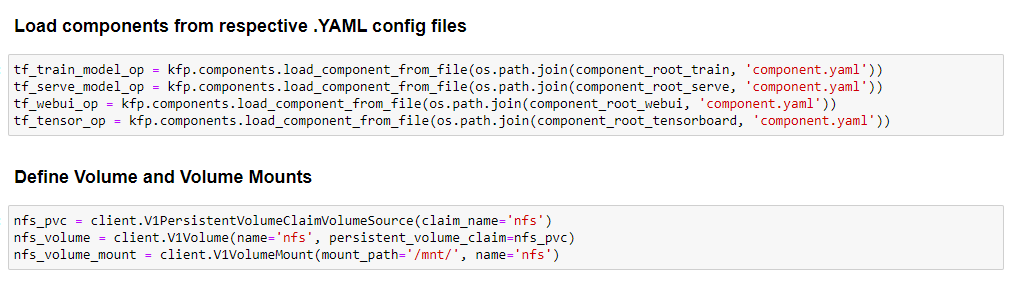 Load components from respective .YAML config files
tf_train_model_op = kfp.components.load_component_from_file(os.path.join(component_root_train, 'component.yaml'))
tf_serve_model_op = kfp.components.load_component_from_file(os.path.join(component_root_serve, 'component.yaml'))
tf_webui_op = kfp.components.load_component_from_file(os.path.join(component_root_webui, 'component.yaml'))
tf_tensor_op = kfp.components.load_component_from_file(os.path.join(component_root_tensorboard, 'component.yaml'))
Define Volume and Volume Mounts
nfs_pvc = client.V1PersistentVolumeClaimVolumeSource(claim_name='nfs')
nfs_volume = client.V1Volume(name='nfs', persistent_volume_claim=nfs_pvc)
nfs_volume_mount = client.V1VolumeMount(mount_path='/mnt/', name='nfs')